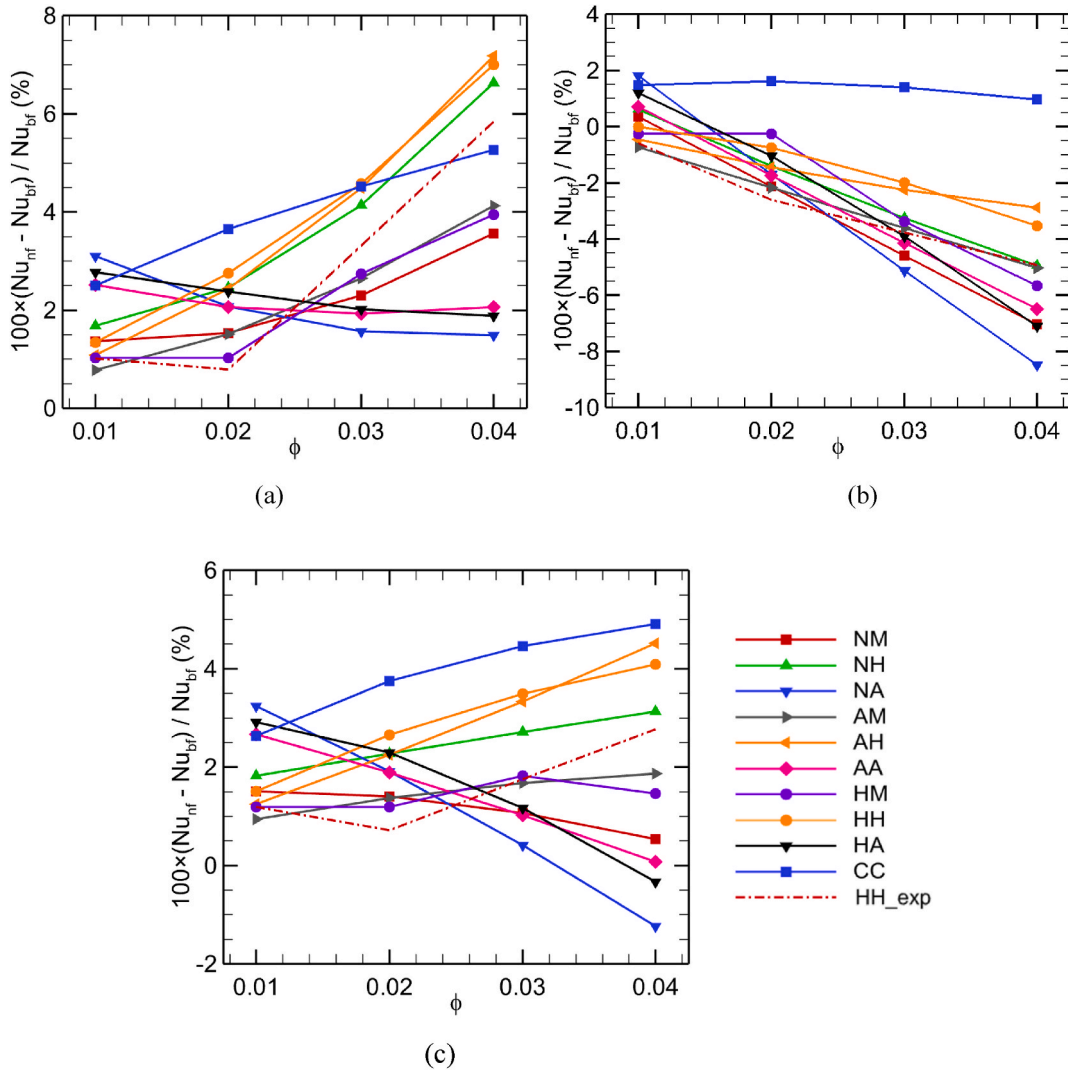 100×(Nu_nf - Nu_bf) / Nu_bf (%)
8
6
4
2
0
0.01 0.02 0.03 0.04
ϕ
(a)
100×(Nu_nf - Nu_bf) / Nu_bf (%)
4
2
0
-2
-4
-6
-8
-10
0.01 0.02 0.03 0.04
ϕ
(b)
100×(Nu_nf - Nu_bf) / Nu_bf (%)
6
4
2
0
-2
0.01 0.02 0.03 0.04
ϕ
(c)
NM
NH
NA
AM
AH
AA
HM
HH
HA
CC
HH_exp